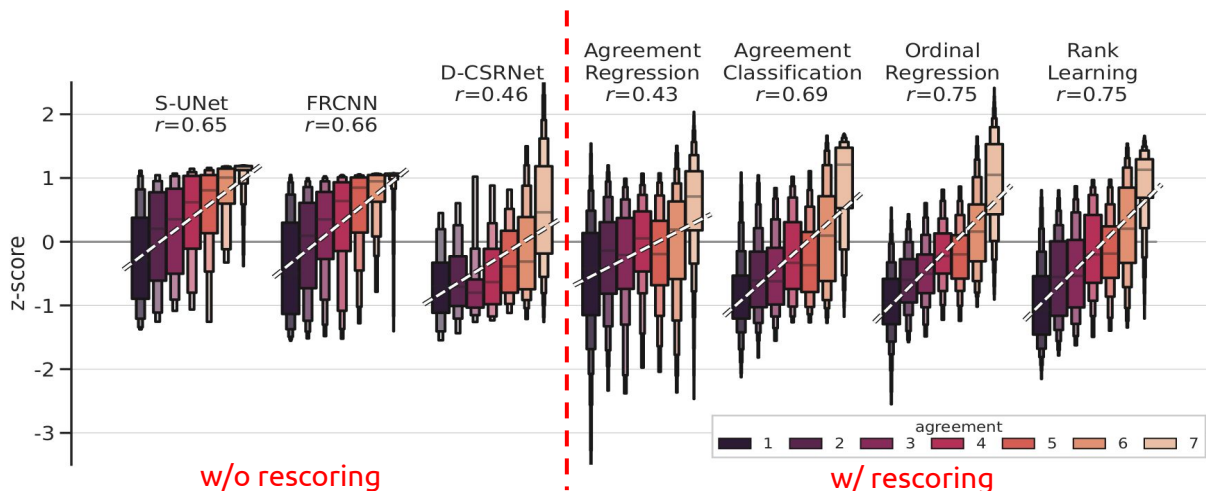 S-UNet
r=0.65
FRCNN
r=0.66
D-CSRNet
r=0.46
Agreement
Regression
r=0.43
Agreement
Classification
r=0.69
Ordinal
Regression
r=0.75
Rank
Learning
r=0.75
z-score
2
1
0
-1
-2
-3
agreement
1 2 3 4 5 6 7
w/o rescoring
w/ rescoring